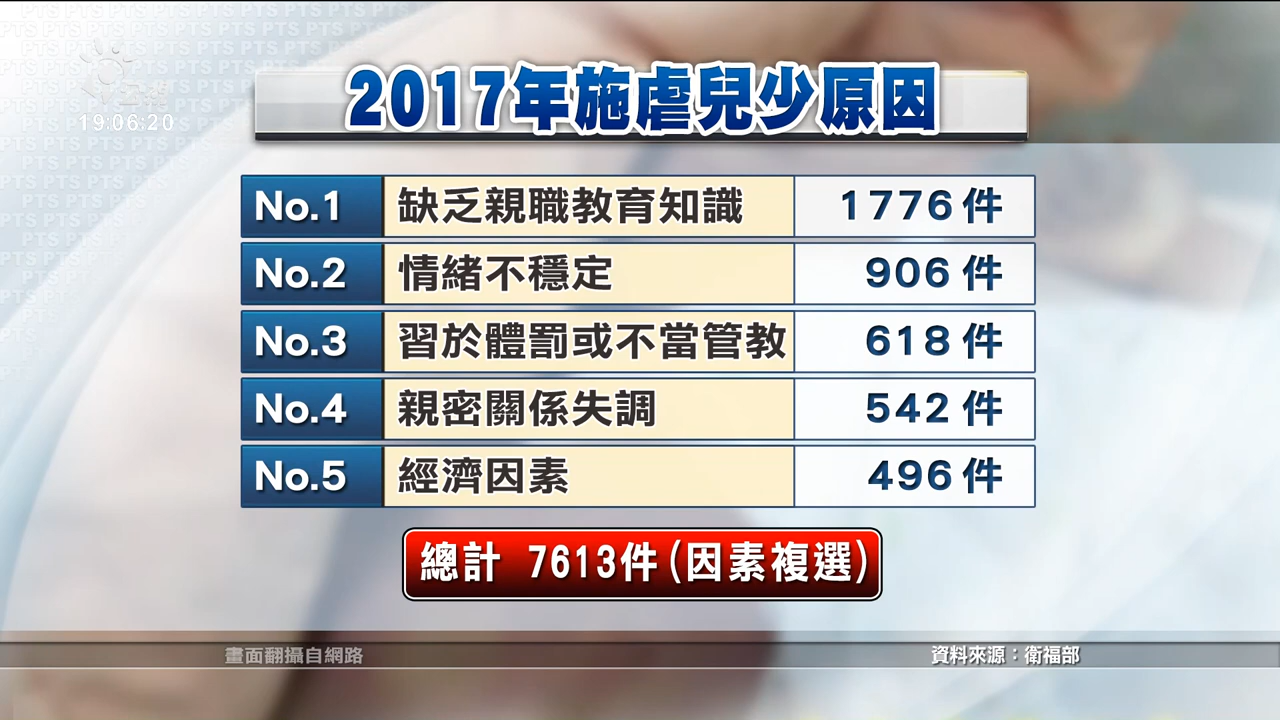 公視
19:06:20
2017年施虐兒少原因
No.1 缺乏親職教育知識 1776件
No.2 情緒不穩定 906件
No.3 習於體罰或不當管教 618件
No.4 親密關係失調 542件
No.5 經濟因素 496件
總計 7613件(因素複選)
畫面翻攝自網路
資料來源：衛福部